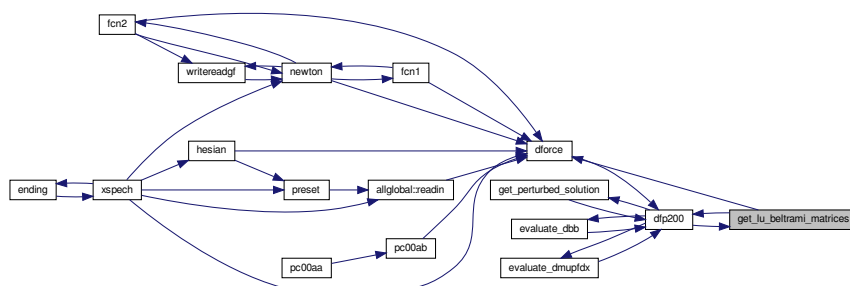 fcn2
writereadgf
newton
fcn1
hesian
dforce
ending
xspech
preset
allglobal::readin
get_perturbed_solution
evaluate_dbb
dfp200
get_lu_beltrami_matrices
pc00ab
pc00aa
evaluate_dmupfdx